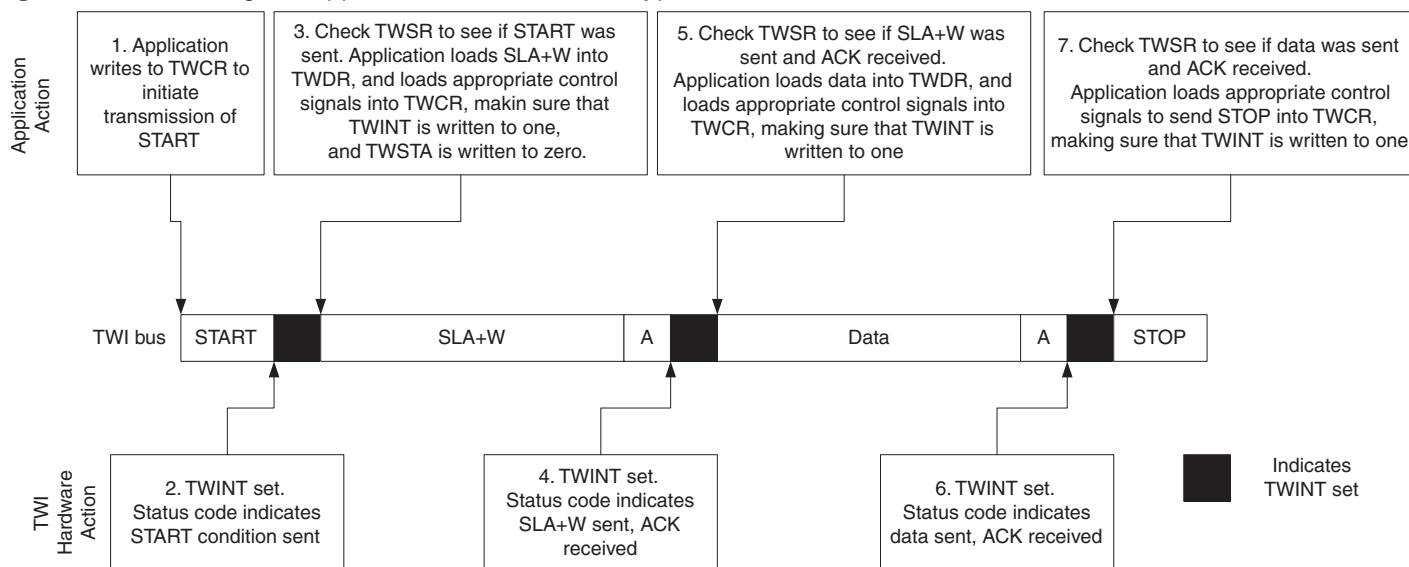 Application
Action
1. Application
writes to TWCR to
initiate
transmission of
START
3. Check TWSR to see if START was
sent. Application loads SLA+W into
TWDR, and loads appropriate control
signals into TWCR, makin sure that
TWINT is written to one,
and TWSTA is written to zero.
5. Check TWSR to see if SLA+W was
sent and ACK received.
Application loads data into TWDR, and
loads appropriate control signals into
TWCR, making sure that TWINT is
written to one
7. Check TWSR to see if data was sent
and ACK received.
Application loads appropriate control
signals to send STOP into TWCR,
making sure that TWINT is written to one
TWI bus
START
SLA+W
A
Data
A
STOP
TWI
Hardware
Action
2. TWINT set.
Status code indicates
START condition sent
4. TWINT set.
Status code indicates
SLA+W sent, ACK
received
6. TWINT set.
Status code indicates
data sent, ACK received
Indicates
TWINT set